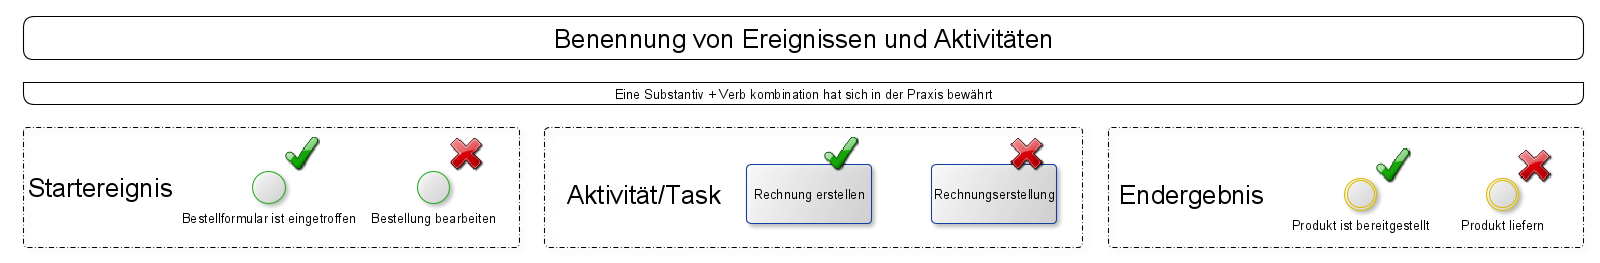 Benennung von Ereignissen und Aktivitäten
Eine Substantiv + Verb kombination hat sich in der Praxis bewährt
Startereignis
Bestellformular ist eingetroffen
Bestellung bearbeiten
Aktivität/Task
Rechnung erstellen
Rechnungserstellung
Endergebnis
Produkt ist bereitgestellt
Produkt liefern